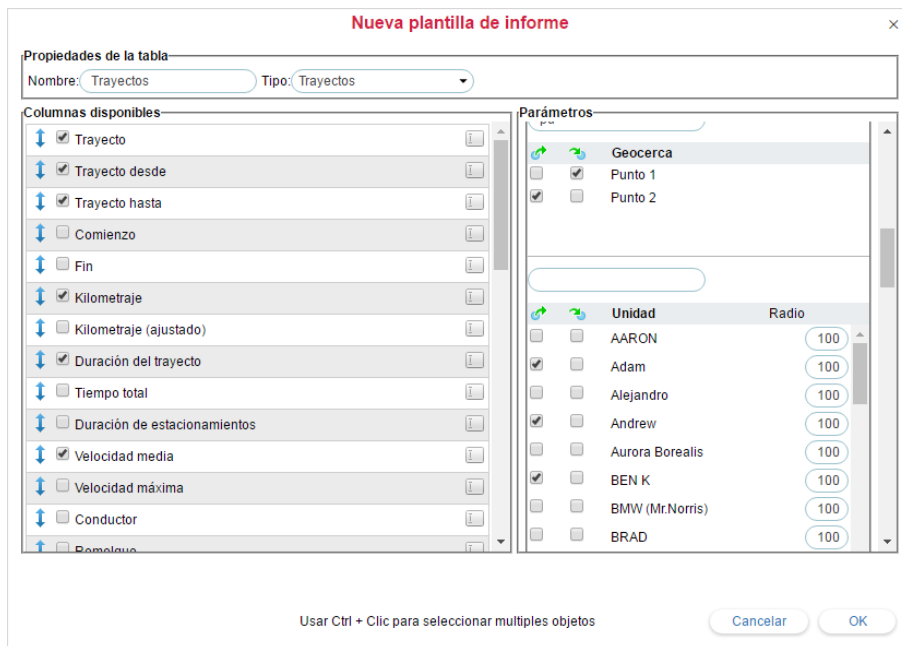 Nueva plantilla de informe
×
Propiedades de la tabla
Nombre: Trayectos Tipo: Trayectos
Columnas disponibles
Trayecto
Trayecto desde
Trayecto hasta
Comienzo
Fin
Kilometraje
Kilometraje (ajustado)
Duración del trayecto
Tiempo total
Duración de estacionamientos
Velocidad media
Velocidad máxima
Conductor
Remolque
Parámetros
pu
Geocerca
Punto 1
Punto 2
Unidad Radio
AARON 100
Adam 100
Alejandro 100
Andrew 100
Aurora Borealis 100
BEN K 100
BMW (Mr.Norris) 100
BRAD 100
Usar Ctrl + Clic para seleccionar multiples objetos
Cancelar OK